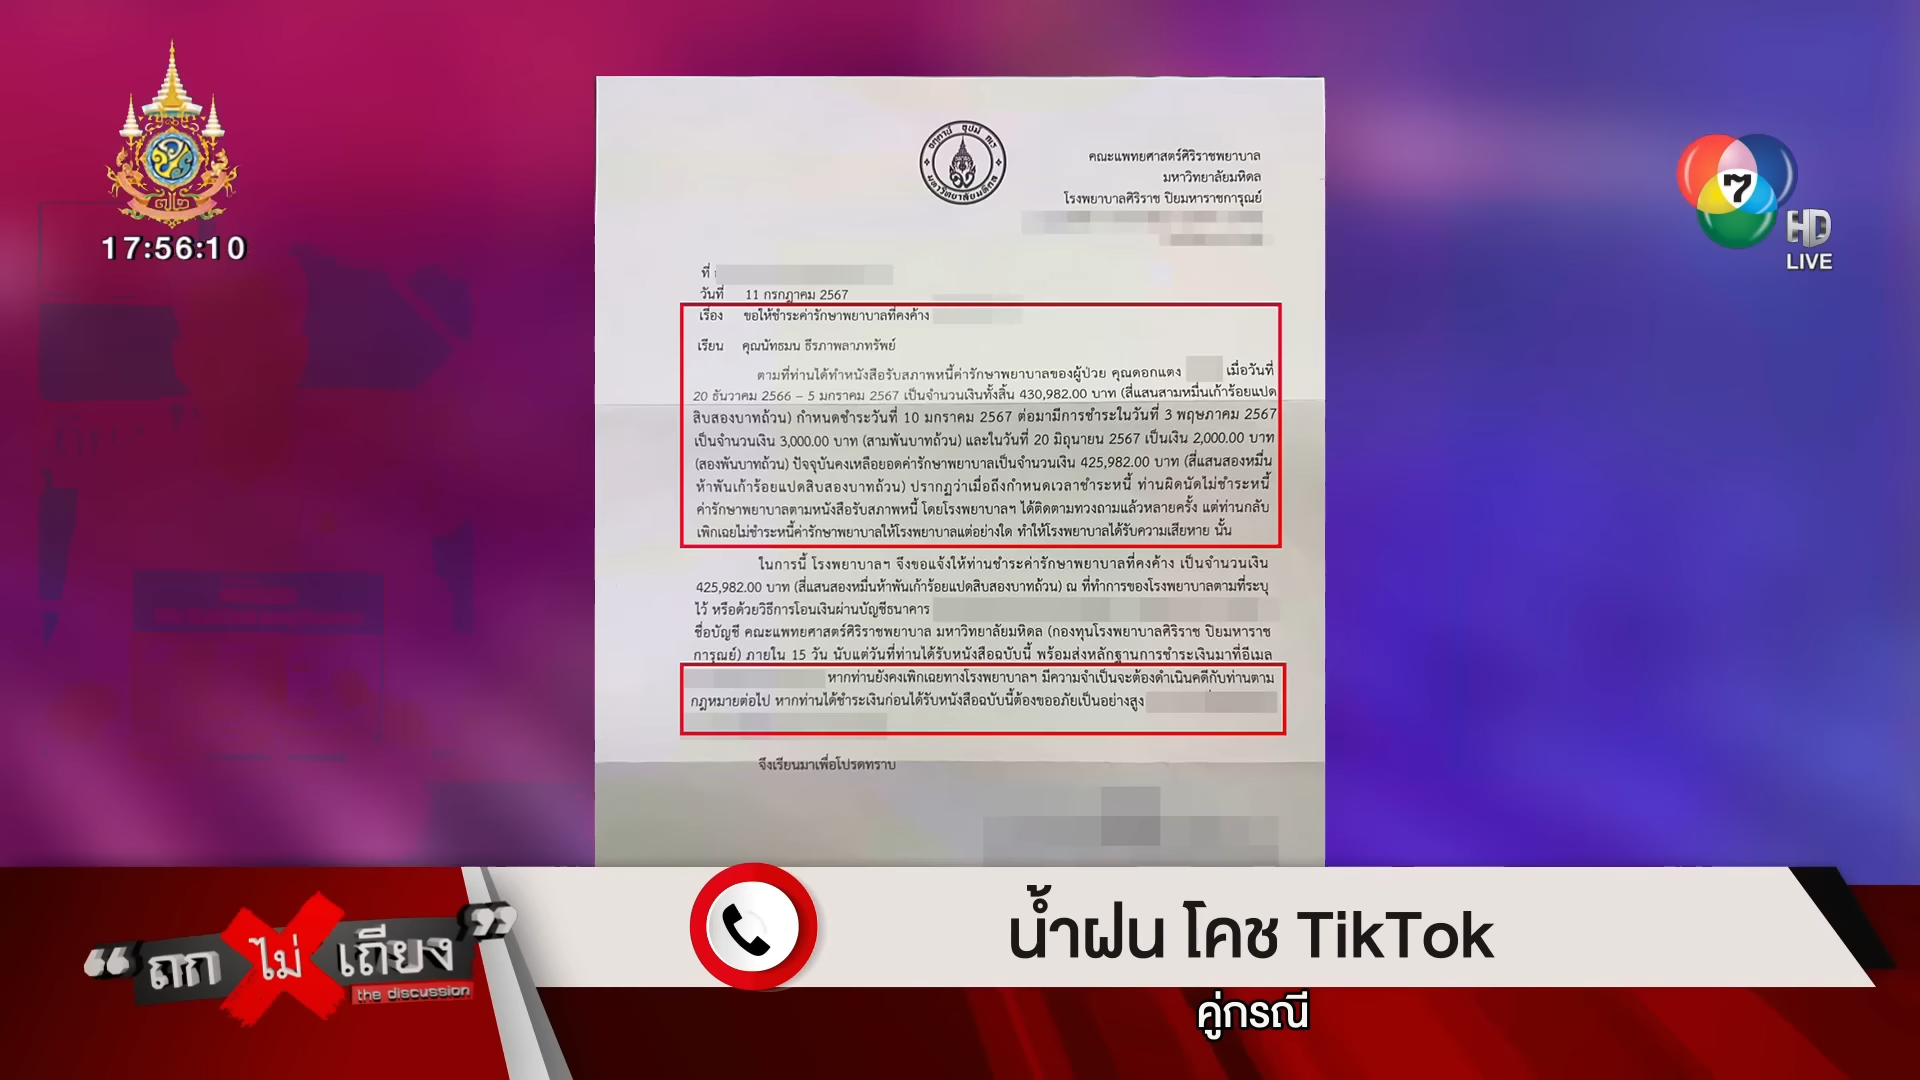 ๗๒
17:56:10
7
HD
LIVE
มหาวิทยาลัยมหิดล
คณะแพทยศาสตร์ศิริราชพยาบาล
มหาวิทยาลัยมหิดล
โรงพยาบาลศิริราช ปิยมหาราชการุณย์
ที่
วันที่ 11 กรกฎาคม 2567
เรื่อง ขอให้ชำระค่ารักษาพยาบาลที่คงค้าง
เรียน คุณนัทธมน ธีรภาพลาภทรัพย์
ตามที่ท่านได้ทำหนังสือรับสภาพหนี้ค่ารักษาพยาบาลของผู้ป่วย คุณดอกแตง เมื่อวันที่
20 ธันวาคม 2566 – 5 มกราคม 2567 เป็นจำนวนเงินทั้งสิ้น 430,982.00 บาท (สี่แสนสามหมื่นเก้าร้อยแปด
สิบสองบาทถ้วน) กำหนดชำระวันที่ 10 มกราคม 2567 ต่อมามีการชำระในวันที่ 3 พฤษภาคม 2567
เป็นจำนวนเงิน 3,000.00 บาท (สามพันบาทถ้วน) และในวันที่ 20 มิถุนายน 2567 เป็นเงิน 2,000.00 บาท
(สองพันบาทถ้วน) ปัจจุบันคงเหลือยอดค่ารักษาพยาบาลเป็นจำนวนเงิน 425,982.00 บาท (สี่แสนสองหมื่น
ห้าพันเก้าร้อยแปดสิบสองบาทถ้วน) ปรากฏว่าเมื่อถึงกำหนดเวลาชำระหนี้ ท่านผิดนัดไม่ชำระหนี้
ค่ารักษาพยาบาลตามหนังสือรับสภาพหนี้ โดยโรงพยาบาลฯ ได้ติดตามทวงถามแล้วหลายครั้ง แต่ท่านกลับ
เพิกเฉยไม่ชำระหนี้ค่ารักษาพยาบาลให้โรงพยาบาลแต่อย่างใด ทำให้โรงพยาบาลได้รับความเสียหาย นั้น
ในการนี้ โรงพยาบาลฯ จึงขอแจ้งให้ท่านชำระค่ารักษาพยาบาลที่คงค้าง เป็นจำนวนเงิน
425,982.00 บาท (สี่แสนสองหมื่นห้าพันเก้าร้อยแปดสิบสองบาทถ้วน) ณ ที่ทำการของโรงพยาบาลตามที่ระบุ
ไว้ หรือด้วยวิธีการโอนเงินผ่านบัญชีธนาคาร
ชื่อบัญชี คณะแพทยศาสตร์ศิริราชพยาบาล มหาวิทยาลัยมหิดล (กองทุนโรงพยาบาลศิริราช ปิยมหาราช
การุณย์) ภายใน 15 วัน นับแต่วันที่ท่านได้รับหนังสือฉบับนี้ พร้อมส่งหลักฐานการชำระเงินมาที่อีเมล
หากท่านยังคงเพิกเฉยทางโรงพยาบาลฯ มีความจำเป็นจะต้องดำเนินคดีกับท่านตาม
กฎหมายต่อไป หากท่านได้ชำระเงินก่อนได้รับหนังสือฉบับนี้ต้องขออภัยเป็นอย่างสูง
จึงเรียนมาเพื่อโปรดทราบ
“ถกไม่เถียง”
the discussion
น้ำฝน โคช TikTok
คู่กรณี